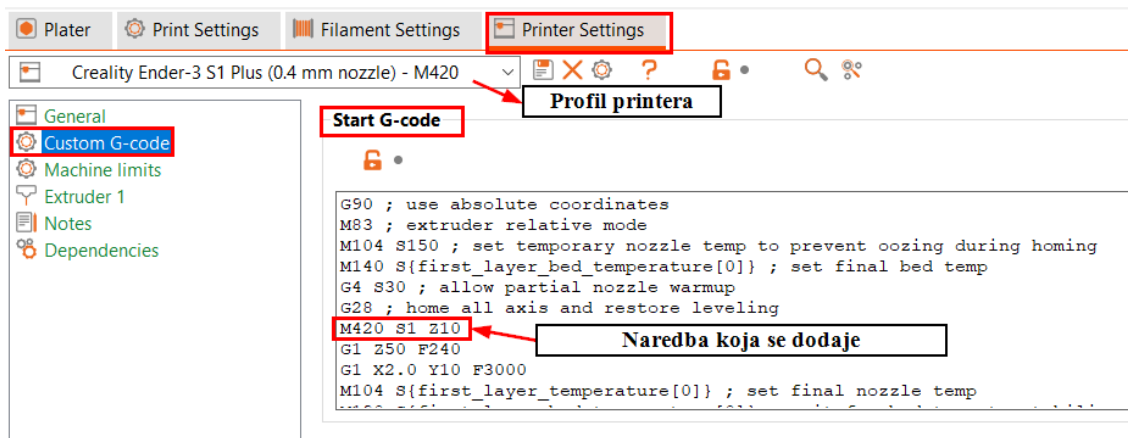 Plater Print Settings Filament Settings Printer Settings
Creality Ender-3 S1 Plus (0.4 mm nozzle) - M420 ?
Profil printera
General
Custom G-code
Machine limits
Extruder 1
Notes
Dependencies
Start G-code
G90 ; use absolute coordinates
M83 ; extruder relative mode
M104 S150 ; set temporary nozzle temp to prevent oozing during homing
M140 S{first_layer_bed_temperature[0]} ; set final bed temp
G4 S30 ; allow partial nozzle warmup
G28 ; home all axis and restore leveling
M420 S1 Z10
Naredba koja se dodaje
G1 Z50 F240
G1 X2.0 Y10 F3000
M104 S{first_layer_temperature[0]} ; set final nozzle temp